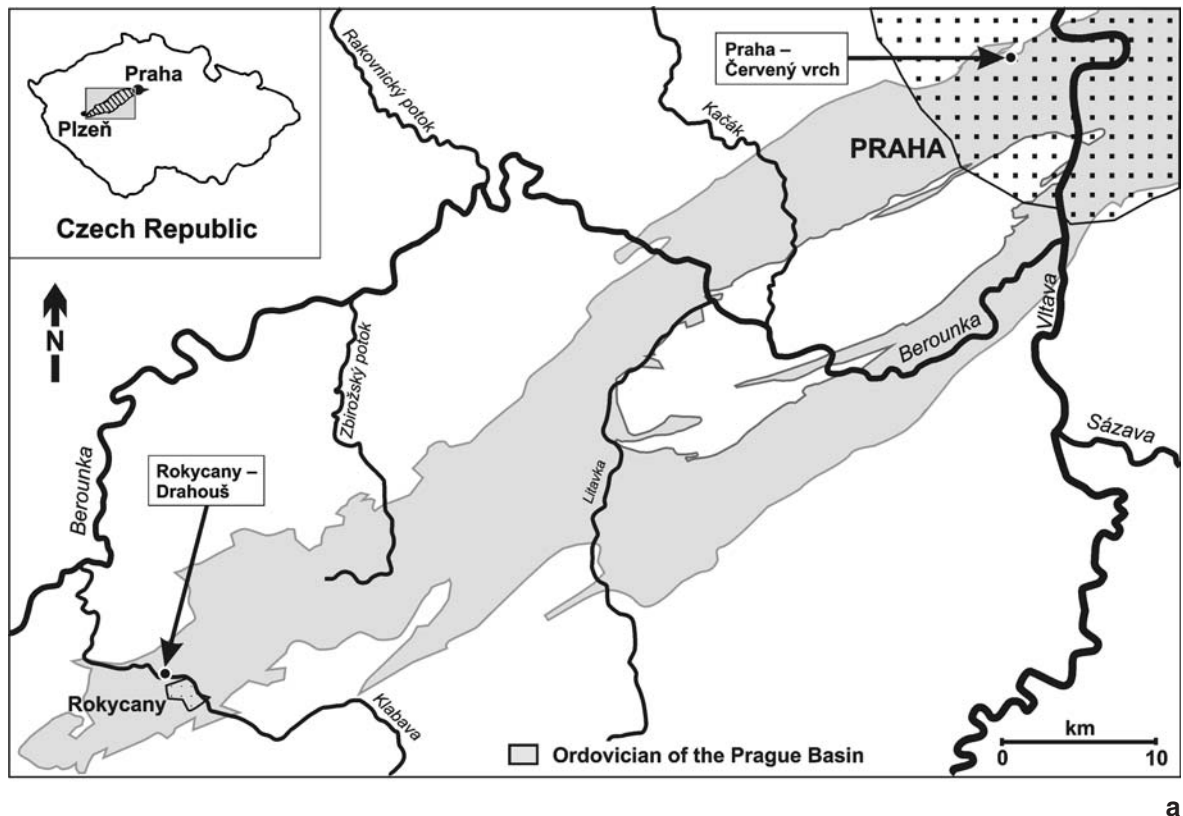 Praha
Plzeň
Czech Republic
Rakovnický potok
Kačák
Praha –
Červený vrch
PRAHA
N
Zbirožský potok
Berounka
Vltava
Sázava
Berounka
Rokycany –
Drahouš
Litavka
Rokycany
Klabava
Ordovician of the Prague Basin
km
0 10
a